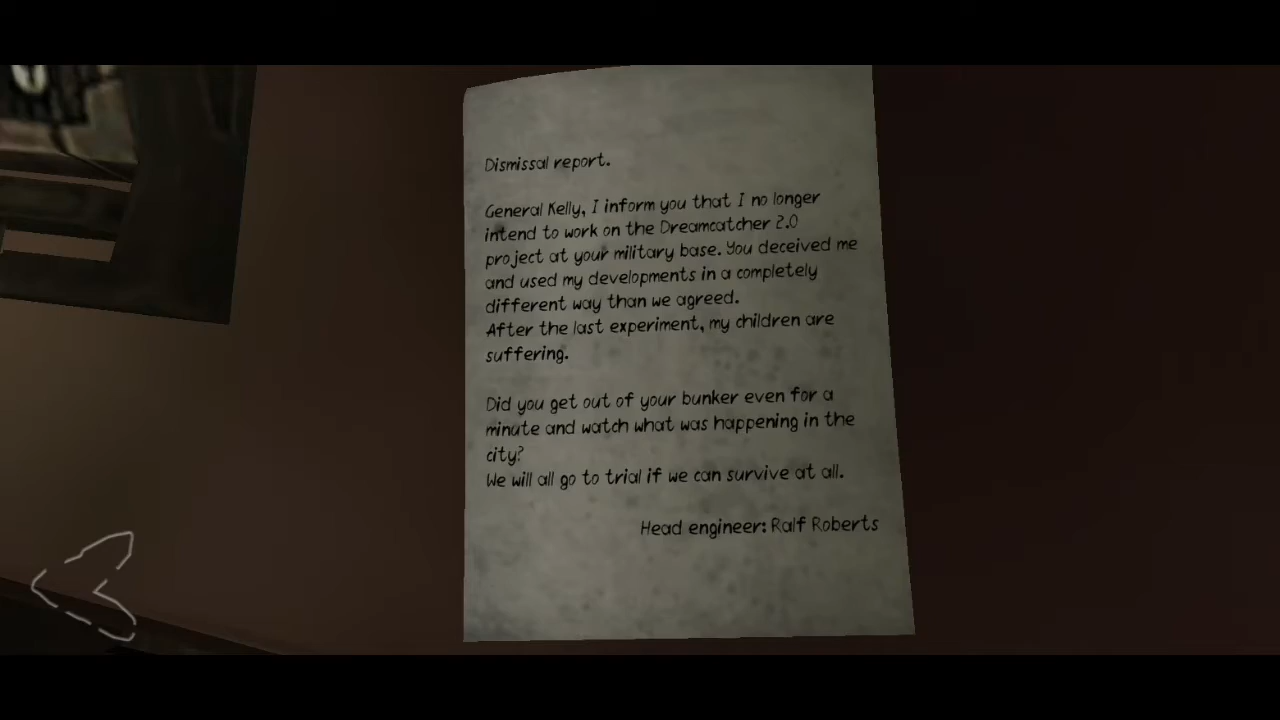 Dismissal report.
General Kelly, I inform you that I no longer
intend to work on the Dreamcatcher 2.0
project at your military base. You deceived me
and used my developments in a completely
different way than we agreed.
After the last experiment, my children are
suffering.
Did you get out of your bunker even for a
minute and watch what was happening in the
city?
We will all go to trial if we can survive at all.
Head engineer: Ralf Roberts